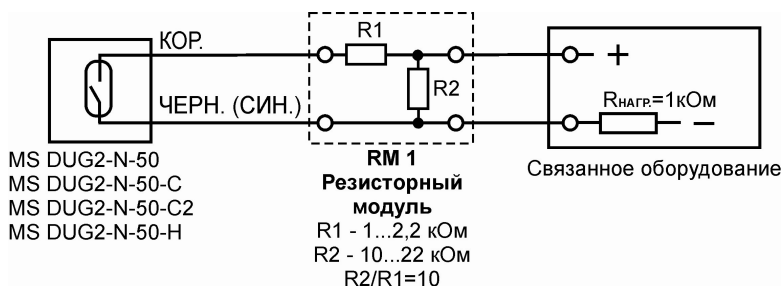 КОР.
ЧЕРН. (СИН.)
MS DUG2-N-50
MS DUG2-N-50-C
MS DUG2-N-50-C2
MS DUG2-N-50-H
R1
R2
RM 1
Резисторный
модуль
R1 - 1...2,2 кОм
R2 - 10...22 кОм
R2/R1=10
+
RНАГР.=1кОм
−
Связанное оборудование